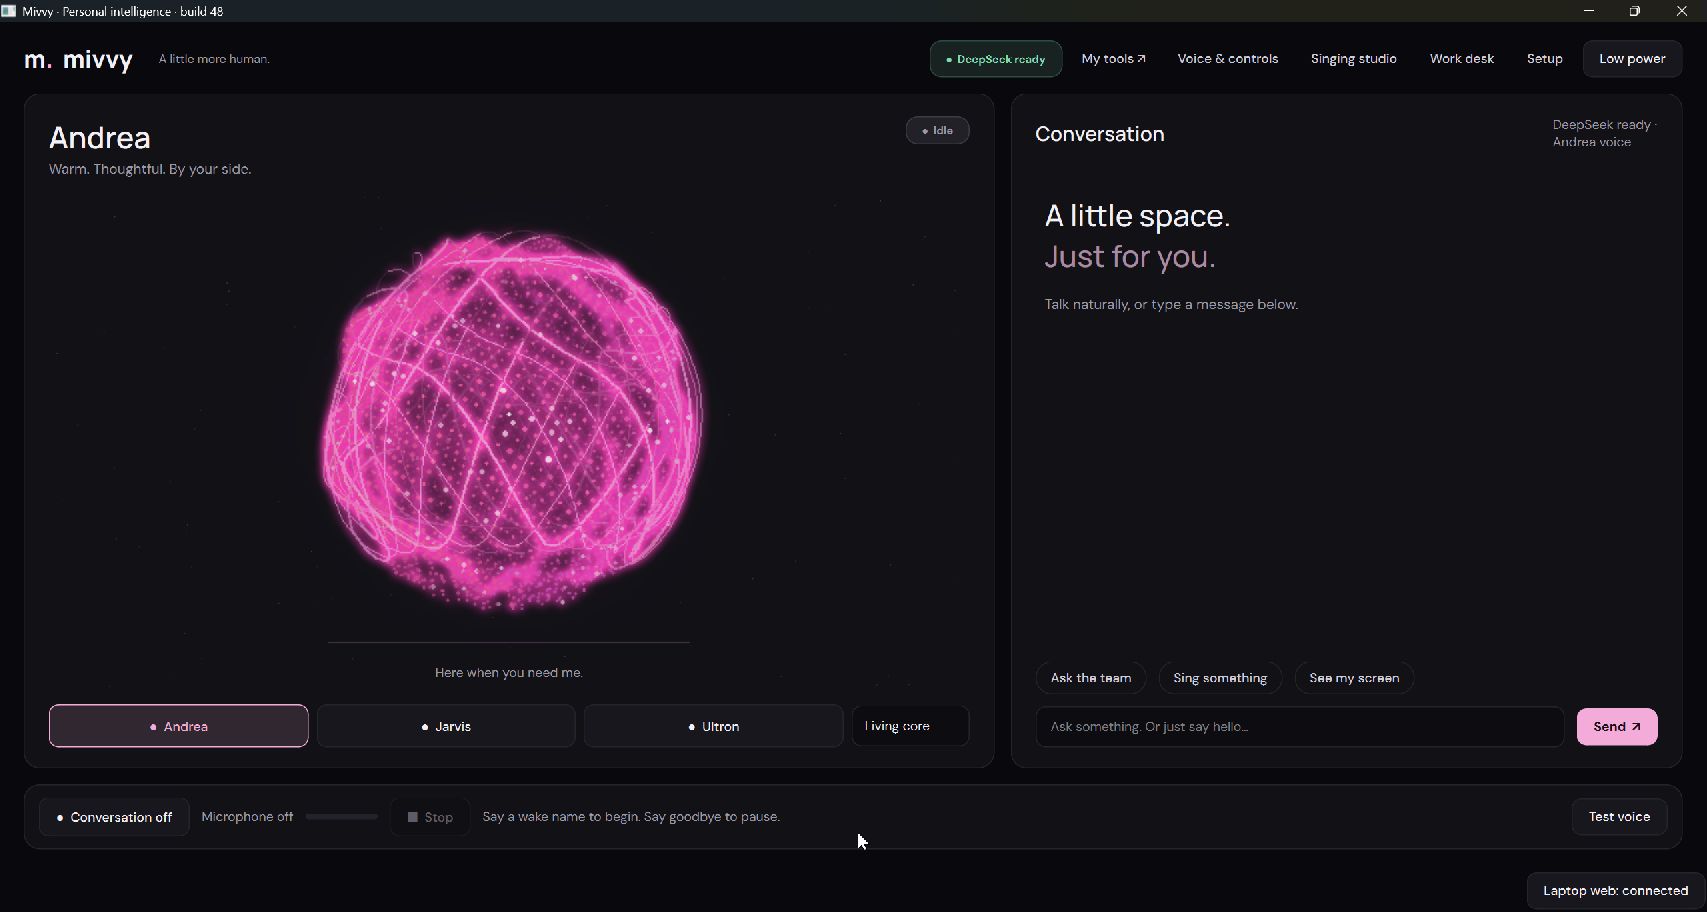 Mivvy · Personal intelligence · build 48
m. mivvy
A little more human.
DeepSeek ready
My tools ↗
Voice & controls
Singing studio
Work desk
Setup
Low power
Andrea
Idle
Warm. Thoughtful. By your side.
Here when you need me.
Andrea
Jarvis
Ultron
Living core
Conversation
DeepSeek ready ·
Andrea voice
A little space.
Just for you.
Talk naturally, or type a message below.
Ask the team
Sing something
See my screen
Ask something. Or just say hello...
Send ↗
Conversation off
Microphone off
Stop
Say a wake name to begin. Say goodbye to pause.
Test voice
Laptop web: connected